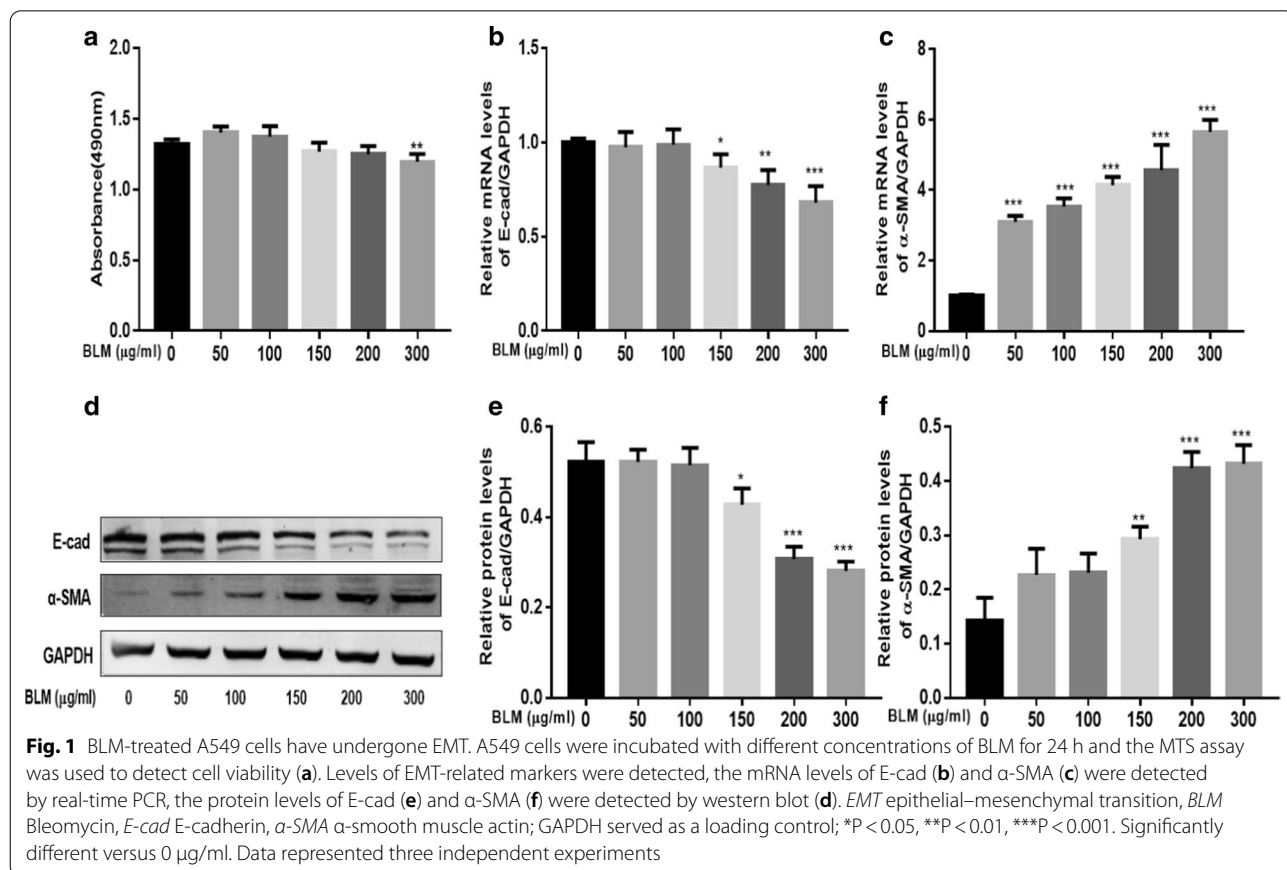 a
2.0
1.5
1.0
0.5
0.0
Absorbance(490nm)
**
BLM (μg/ml) 0 50 100 150 200 300
b
1.5
1.0
0.5
0.0
Relative mRNA levels
of E-cad/GAPDH
* ** ***
BLM (μg/ml) 0 50 100 150 200 300
c
8
6
4
2
0
Relative mRNA levels
of α-SMA/GAPDH
*** *** *** *** ***
BLM (μg/ml) 0 50 100 150 200 300
d
E-cad
α-SMA
GAPDH
BLM (μg/ml) 0 50 100 150 200 300
e
0.6
0.4
0.2
0.0
Relative protein levels
of E-cad/GAPDH
* *** ***
BLM (μg/ml) 0 50 100 150 200 300
f
0.5
0.4
0.3
0.2
0.1
0.0
Relative protein levels
of α-SMA/GAPDH
** *** ***
BLM (μg/ml) 0 50 100 150 200 300
Fig. 1 BLM-treated A549 cells have undergone EMT. A549 cells were incubated with different concentrations of BLM for 24 h and the MTS assay
was used to detect cell viability (a). Levels of EMT-related markers were detected, the mRNA levels of E-cad (b) and α-SMA (c) were detected
by real-time PCR, the protein levels of E-cad (e) and α-SMA (f) were detected by western blot (d). EMT epithelial–mesenchymal transition, BLM
Bleomycin, E-cad E-cadherin, α-SMA α-smooth muscle actin; GAPDH served as a loading control; *P < 0.05, **P < 0.01, ***P < 0.001. Significantly
different versus 0 μg/ml. Data represented three independent experiments